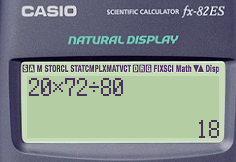 CASIO SCIENTIFIC CALCULATOR fx-82ES
NATURAL DISPLAY
S A M STORCL STATCMPLXMATVCT D R G FIXSCI Math ▼▲ Disp
20×72÷80
18